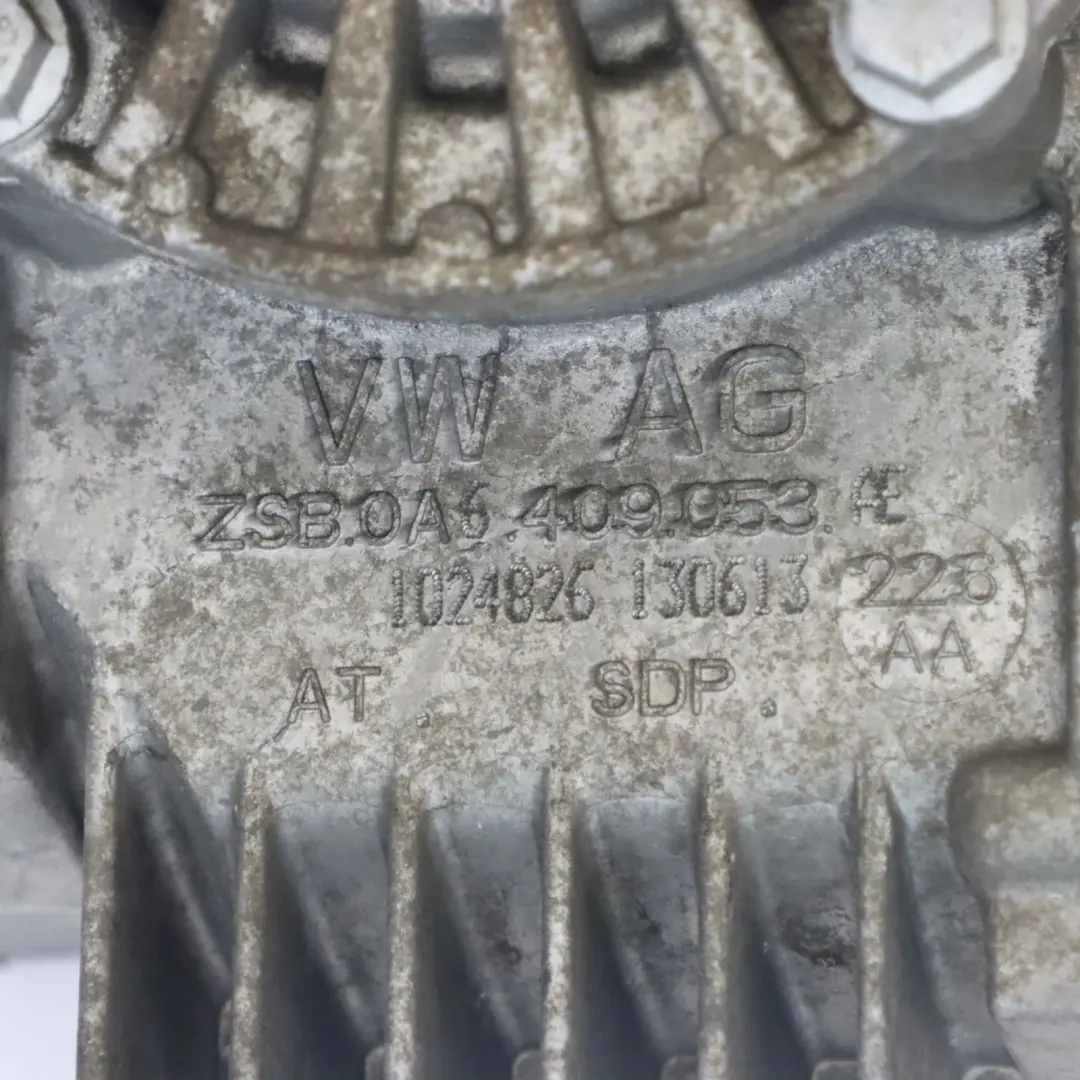 VW AG
ZSB.0A6.409.053.AE
1024826 130613
226
AA
AT. SDP.